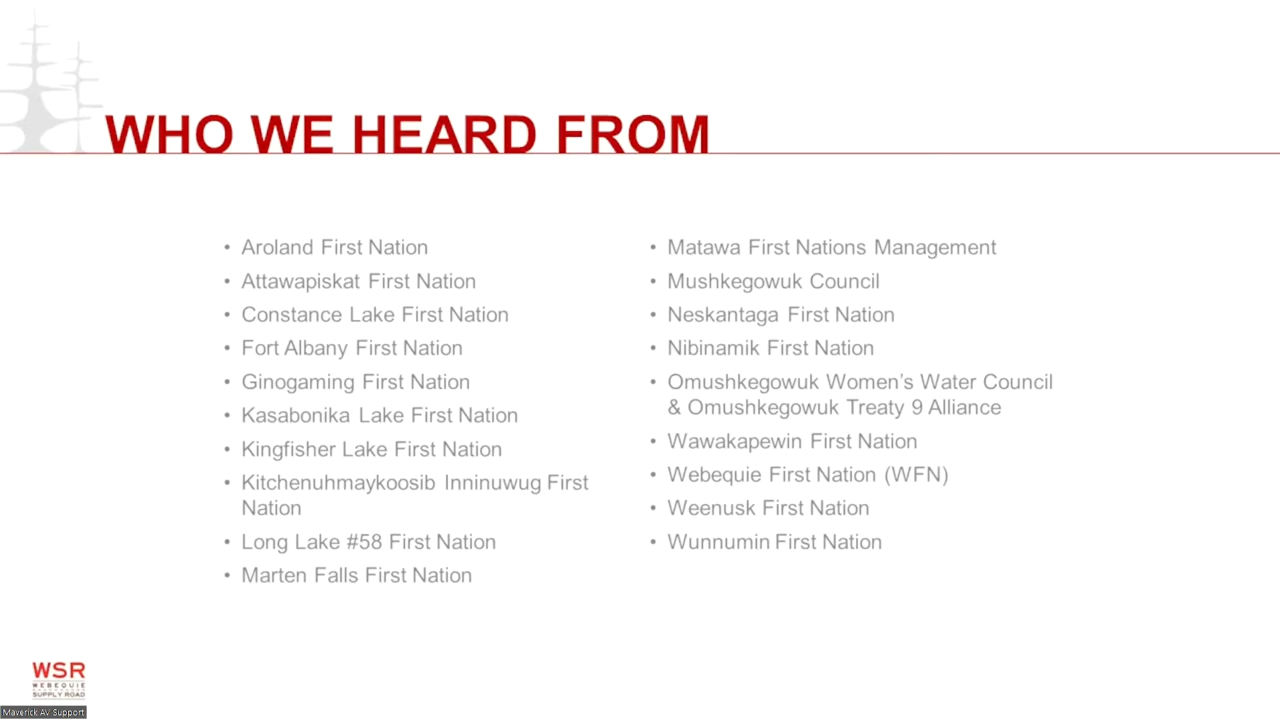 WHO WE HEARD FROM
• Aroland First Nation
• Attawapiskat First Nation
• Constance Lake First Nation
• Fort Albany First Nation
• Ginogaming First Nation
• Kasabonika Lake First Nation
• Kingfisher Lake First Nation
• Kitchenuhmaykoosib Inninuwug First
Nation
• Long Lake #58 First Nation
• Marten Falls First Nation
• Matawa First Nations Management
• Mushkegowuk Council
• Neskantaga First Nation
• Nibinamik First Nation
• Omushkegowuk Women’s Water Council
& Omushkegowuk Treaty 9 Alliance
• Wawakapewin First Nation
• Webequie First Nation (WFN)
• Weenusk First Nation
• Wunnumin First Nation
WSR
WEBEQUIE
SUPPLY ROAD
Maverick AV Support